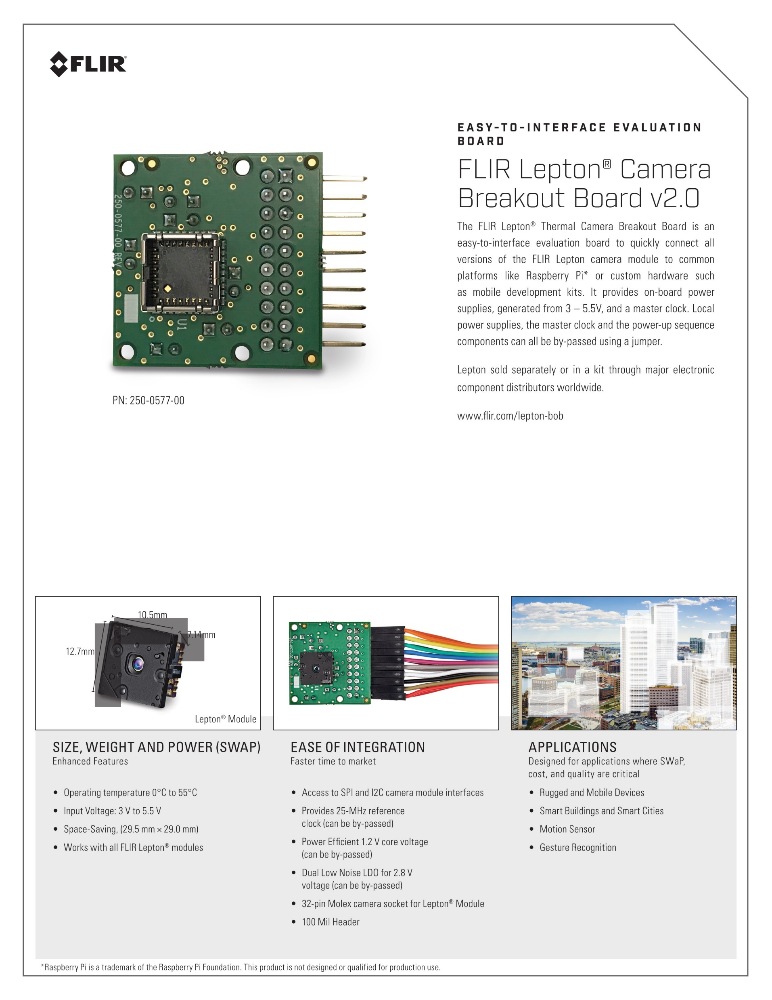 FLIR®
EASY-TO-INTERFACE EVALUATION
BOARD
FLIR Lepton® Camera
Breakout Board v2.0
The FLIR Lepton® Thermal Camera Breakout Board is an
easy-to-interface evaluation board to quickly connect all
versions of the FLIR Lepton camera module to common
platforms like Raspberry Pi* or custom hardware such
as mobile development kits. It provides on-board power
supplies, generated from 3 – 5.5V, and a master clock. Local
power supplies, the master clock and the power-up sequence
components can all be by-passed using a jumper.
Lepton sold separately or in a kit through major electronic
component distributors worldwide.
www.flir.com/lepton-bob
250-0577-00 REV
U1
PN: 250-0577-00
10.5mm
7.14mm
12.7mm
Lepton® Module
250-0577-00 REV
U1
SIZE, WEIGHT AND POWER (SWAP)
Enhanced Features
• Operating temperature 0°C to 55°C
• Input Voltage: 3 V to 5.5 V
• Space-Saving, (29.5 mm × 29.0 mm)
• Works with all FLIR Lepton® modules
EASE OF INTEGRATION
Faster time to market
• Access to SPI and I2C camera module interfaces
• Provides 25-MHz reference
clock (can be by-passed)
• Power Efficient 1.2 V core voltage
(can be by-passed)
• Dual Low Noise LDO for 2.8 V
voltage (can be by-passed)
• 32-pin Molex camera socket for Lepton® Module
• 100 Mil Header
APPLICATIONS
Designed for applications where SWaP,
cost, and quality are critical
• Rugged and Mobile Devices
• Smart Buildings and Smart Cities
• Motion Sensor
• Gesture Recognition
*Raspberry Pi is a trademark of the Raspberry Pi Foundation. This product is not designed or qualified for production use.